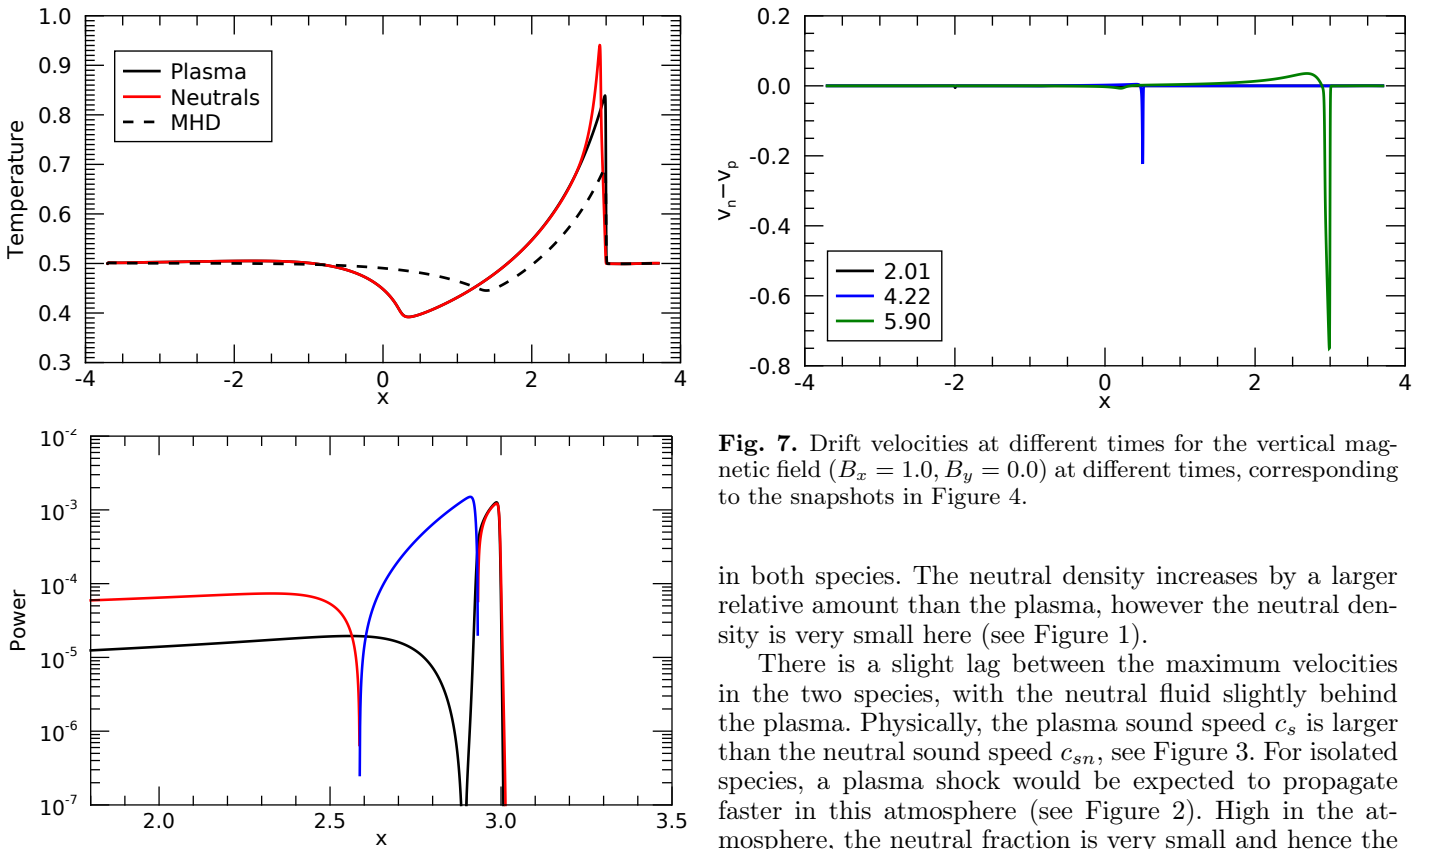 1.0
0.9
0.8
0.7
0.6
0.5
0.4
0.3
Temperature
Plasma
Neutrals
MHD
-4 -2 0 2 4
x
10-2
10-3
10-4
10-5
10-6
10-7
Power
2.0 2.5 3.0 3.5
x
0.2
0.0
-0.2
-0.4
-0.6
-0.8
vn−vp
2.01
4.22
5.90
-4 -2 0 2 4
x
Fig. 7. Drift velocities at different times for the vertical mag-
netic field (Bx = 1.0, By = 0.0) at different times, corresponding
to the snapshots in Figure 4.
in both species. The neutral density increases by a larger
relative amount than the plasma, however the neutral den-
sity is very small here (see Figure 1).
There is a slight lag between the maximum velocities
in the two species, with the neutral fluid slightly behind
the plasma. Physically, the plasma sound speed cs is larger
than the neutral sound speed csn, see Figure 3. For isolated
species, a plasma shock would be expected to propagate
faster in this atmosphere (see Figure 2). High in the at-
mosphere, the neutral fraction is very small and hence the